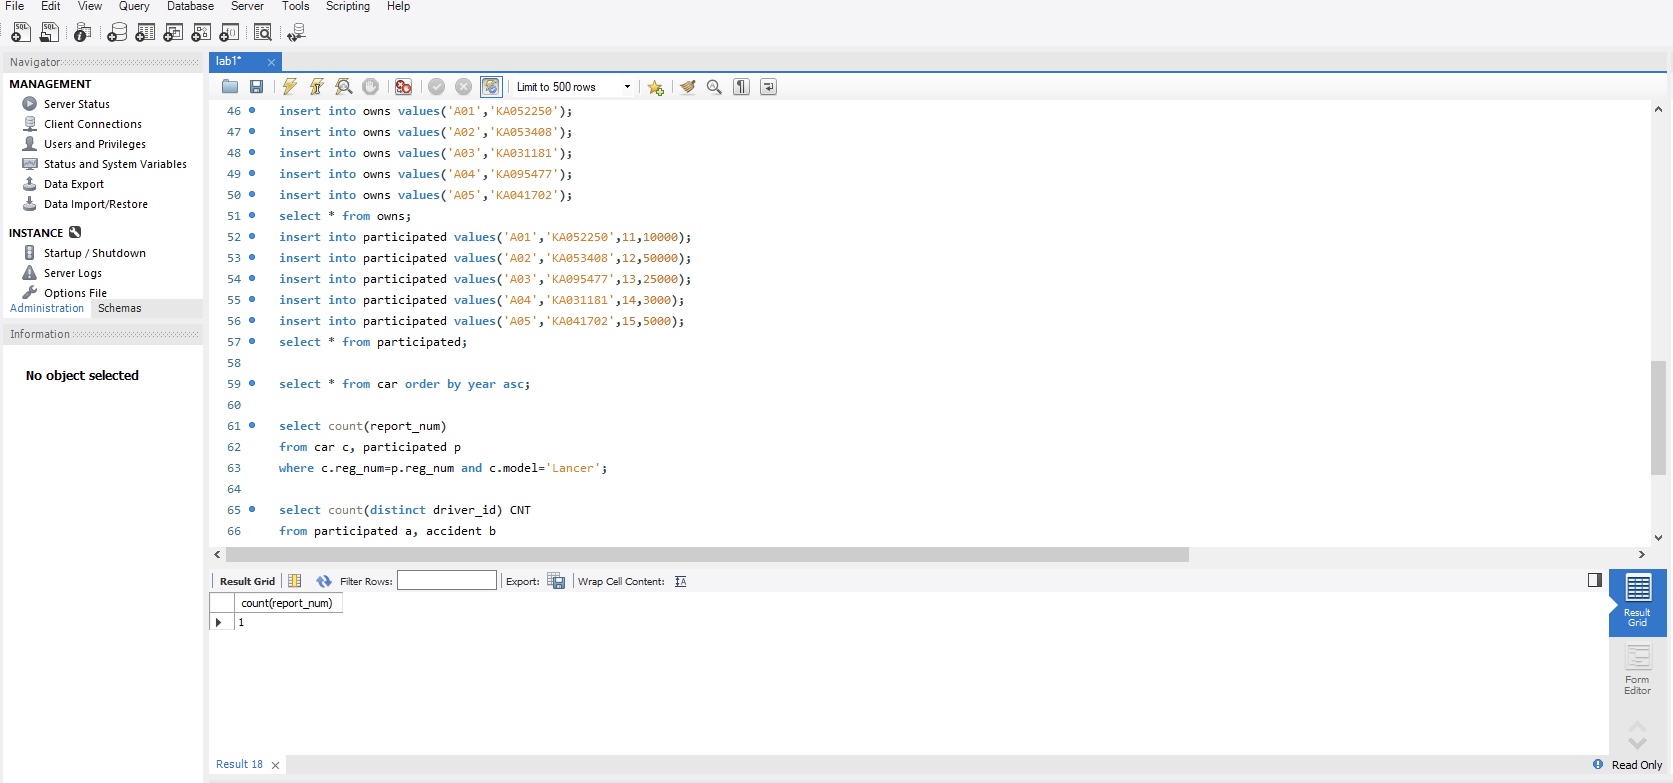 File Edit View Query Database Server Tools Scripting Help
Navigator
MANAGEMENT
Server Status
Client Connections
Users and Privileges
Status and System Variables
Data Export
Data Import/Restore
INSTANCE
Startup / Shutdown
Server Logs
Options File
Administration Schemas
Information
No object selected
lab1*
Limit to 500 rows
46 insert into owns values('A01','KA052250');
47 insert into owns values('A02','KA053408');
48 insert into owns values('A03','KA031181');
49 insert into owns values('A04','KA095477');
50 insert into owns values('A05','KA041702');
51 select * from owns;
52 insert into participated values('A01','KA052250',11,10000);
53 insert into participated values('A02','KA053408',12,50000);
54 insert into participated values('A03','KA095477',13,25000);
55 insert into participated values('A04','KA031181',14,3000);
56 insert into participated values('A05','KA041702',15,5000);
57 select * from participated;
58
59 select * from car order by year asc;
60
61 select count(report_num)
62 from car c, participated p
63 where c.reg_num=p.reg_num and c.model='Lancer';
64
65 select count(distinct driver_id) CNT
66 from participated a, accident b
Result Grid Filter Rows: Export: Wrap Cell Content:
count(report_num)
1
Result Grid
Form Editor
Result 18
Read Only